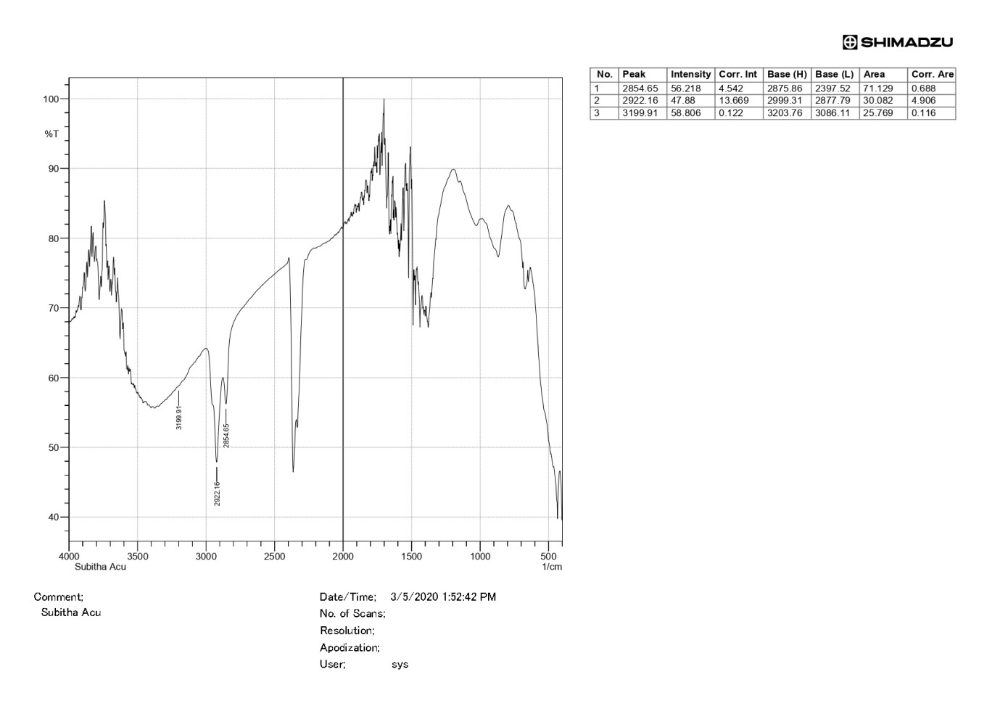 SHIMADZU
No. Peak Intensity Corr. Int Base (H) Base (L) Area Corr. Are
1 2854.65 56.218 4.542 2875.86 2397.52 71.129 0.688
2 2922.16 47.88 13.669 2999.31 2877.79 30.082 4.906
3 3199.91 58.806 0.122 3203.76 3086.11 25.769 0.116
100
%T
90
80
70
60
50
40
3199.91
2922.16
2854.65
4000 3500 3000 2500 2000 1500 1000 500
Subitha Acu 1/cm
Comment;
Subitha Acu
Date/Time; 3/5/2020 1:52:42 PM
No. of Scans;
Resolution;
Apodization;
User; sys